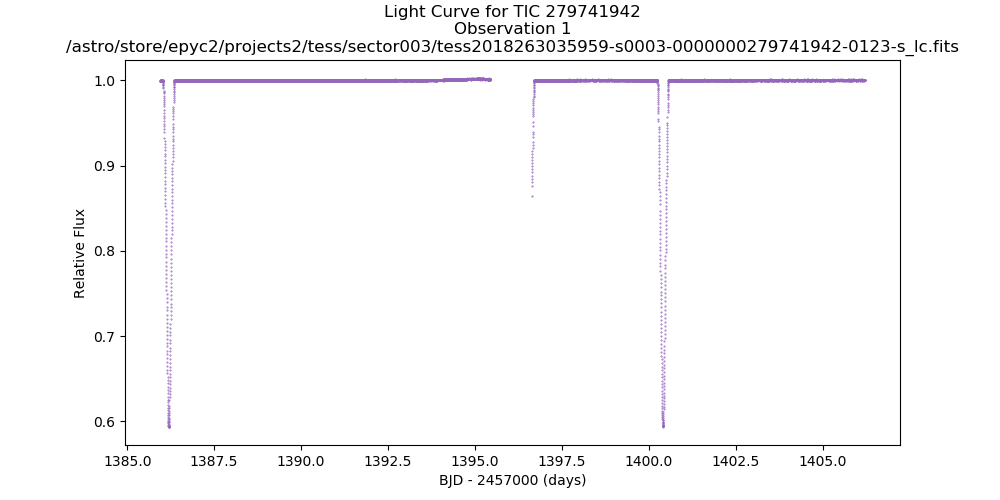 Light Curve for TIC 279741942
Observation 1
/astro/store/epyc2/projects2/tess/sector003/tess2018263035959-s0003-0000000279741942-0123-s_lc.fits
1.0
0.9
0.8
0.7
0.6
Relative Flux
1385.0 1387.5 1390.0 1392.5 1395.0 1397.5 1400.0 1402.5 1405.0
BJD - 2457000 (days)